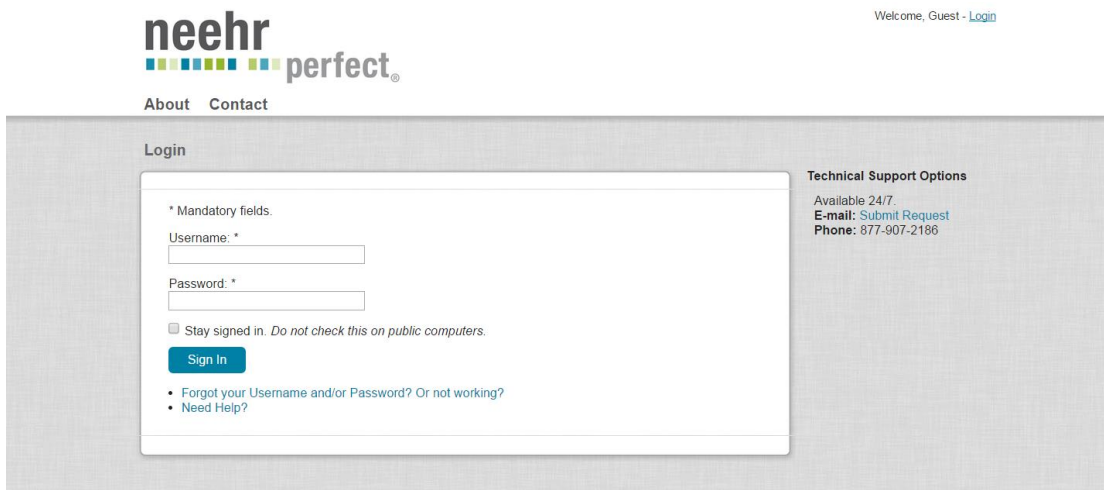 Welcome, Guest - Login
neehr
perfect®
About Contact
Login
* Mandatory fields.
Username: *
Password: *
Stay signed in. Do not check this on public computers.
Sign In
• Forgot your Username and/or Password? Or not working?
• Need Help?
Technical Support Options
Available 24/7.
E-mail: Submit Request
Phone: 877-907-2186